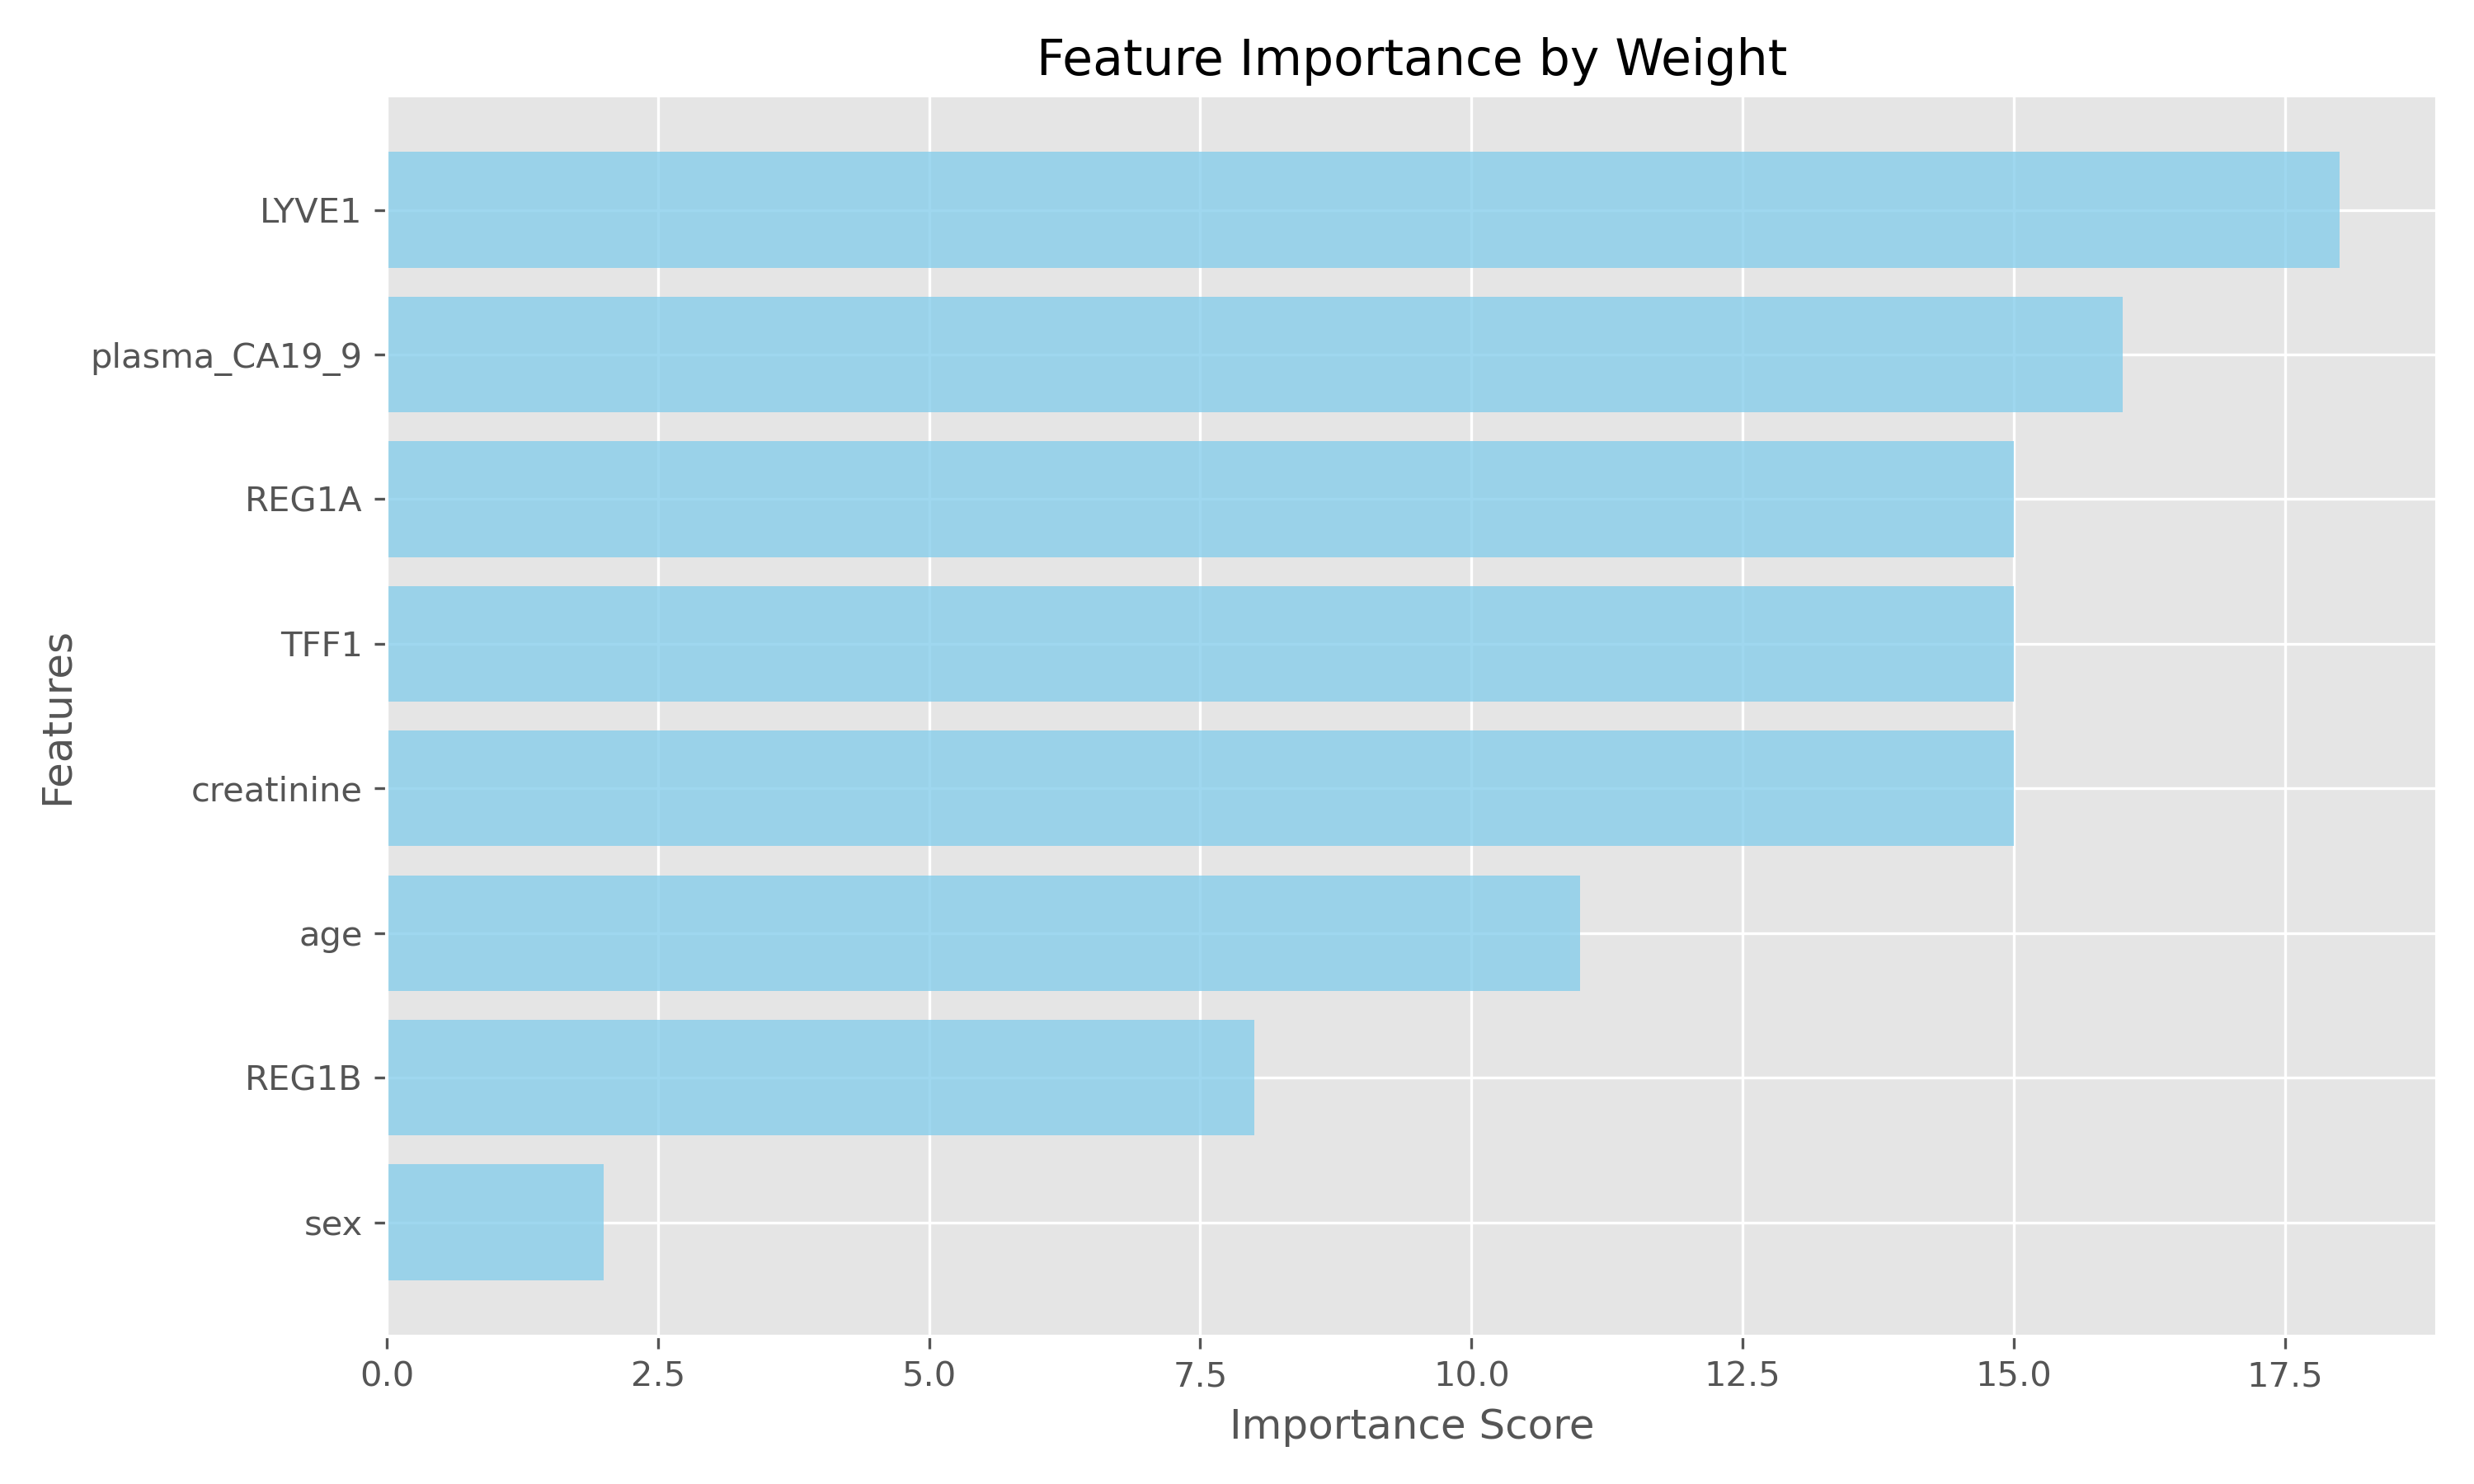 Feature Importance by Weight
LYVE1
plasma_CA19_9
REG1A
TFF1
creatinine
age
REG1B
sex
Features
0.0 2.5 5.0 7.5 10.0 12.5 15.0 17.5
Importance Score